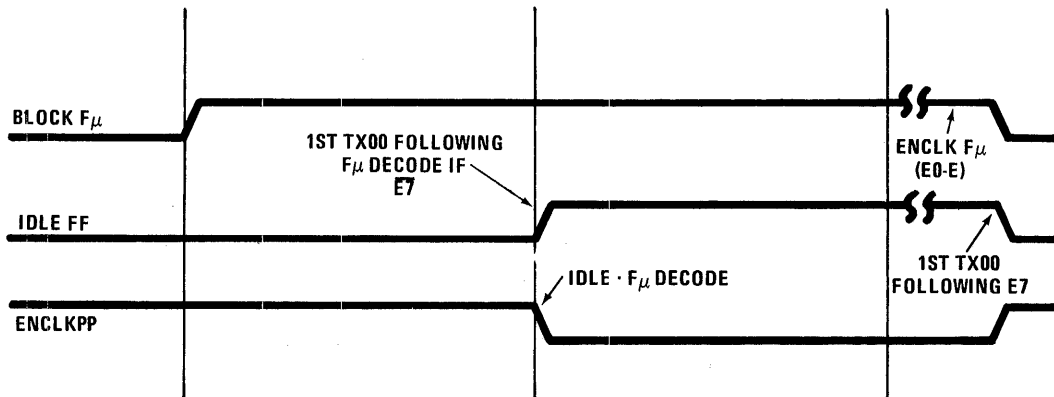 BLOCK Fμ
1ST TX00 FOLLOWING
Fμ DECODE IF
E̅7̅
ENCLK Fμ
(E0-E)
IDLE FF
1ST TX00
FOLLOWING E7
IDLE · Fμ DECODE
ENCLKPP